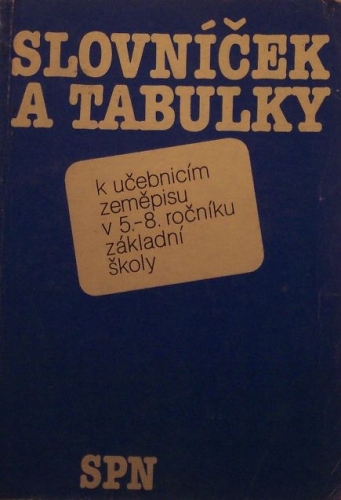 SLOVNÍČEK
A TABULKY
k učebnicím
zeměpisu
v 5.-8. ročníku
základní
školy
SPN